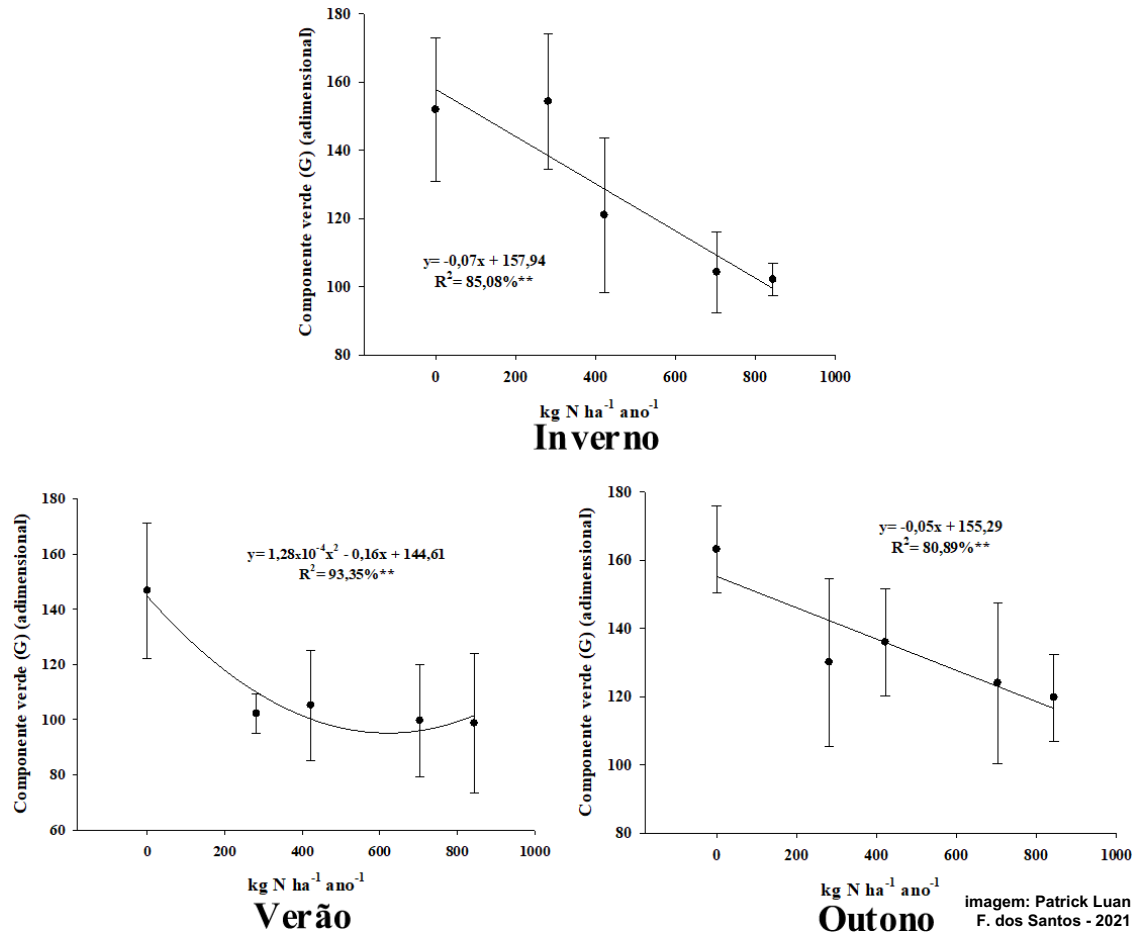 Componente verde (G) (adimensional)
180
160
140
120
100
80
y= -0,07x + 157,94
R²= 85,08%**
0 200 400 600 800 1000
kg N ha⁻¹ ano⁻¹
Inverno
Componente verde (G) (adimensional)
180
160
140
120
100
80
60
y= 1,28x10⁻⁴x² - 0,16x + 144,61
R²= 93,35%**
0 200 400 600 800 1000
kg N ha⁻¹ ano⁻¹
Verão
Componente verde (G) (adimensional)
180
160
140
120
100
80
y= -0,05x + 155,29
R²= 80,89%**
0 200 400 600 800 1000
kg N ha⁻¹ ano⁻¹
Outono
imagem: Patrick Luan
F. dos Santos - 2021